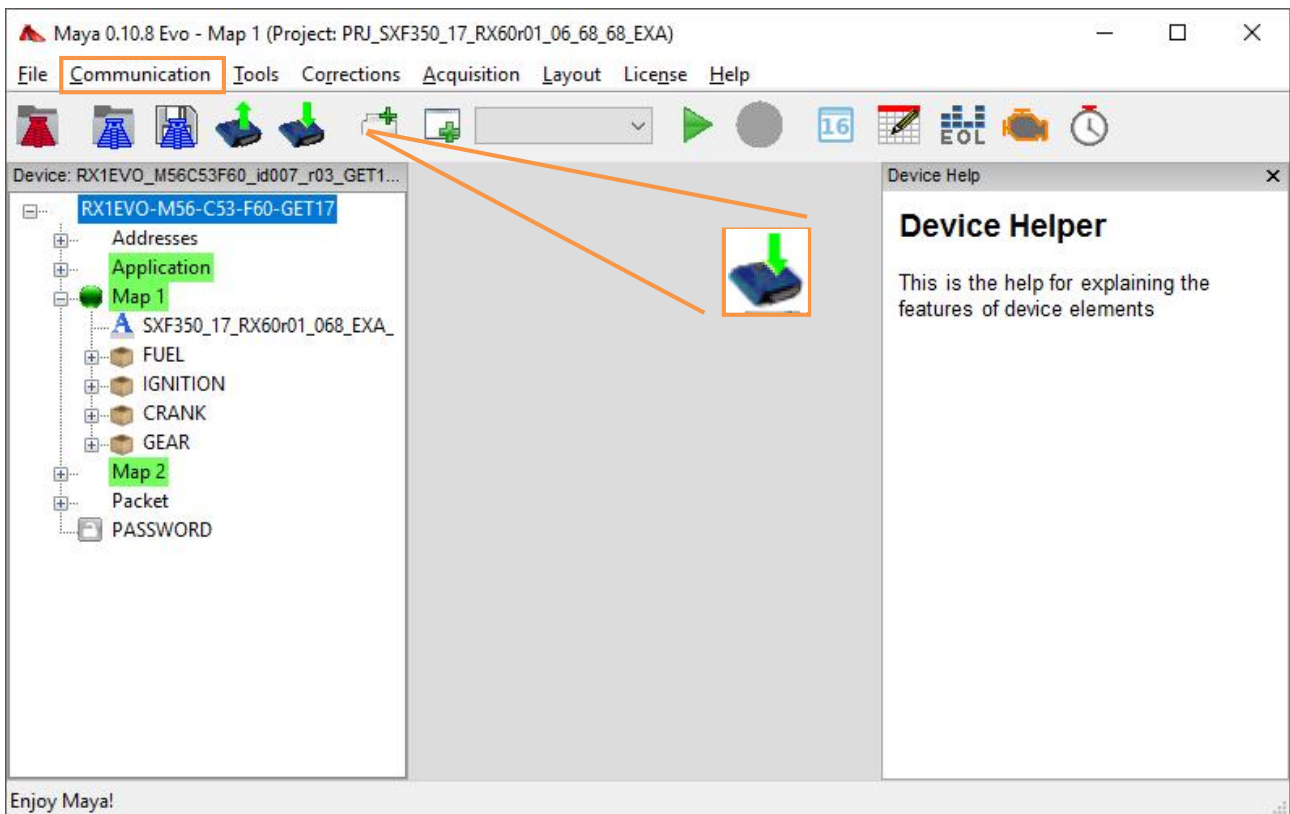 Maya 0.10.8 Evo - Map 1 (Project: PRJ_SXF350_17_RX60r01_06_68_68_EXA)
File Communication Tools Corrections Acquisition Layout License Help
16
EOL
Device: RX1EVO_M56C53F60_id007_r03_GET1...
RX1EVO-M56-C53-F60-GET17
Addresses
Application
Map 1
A SXF350_17_RX60r01_068_EXA_
FUEL
IGNITION
CRANK
GEAR
Map 2
Packet
PASSWORD
Device Help
Device Helper
This is the help for explaining the
features of device elements
Enjoy Maya!